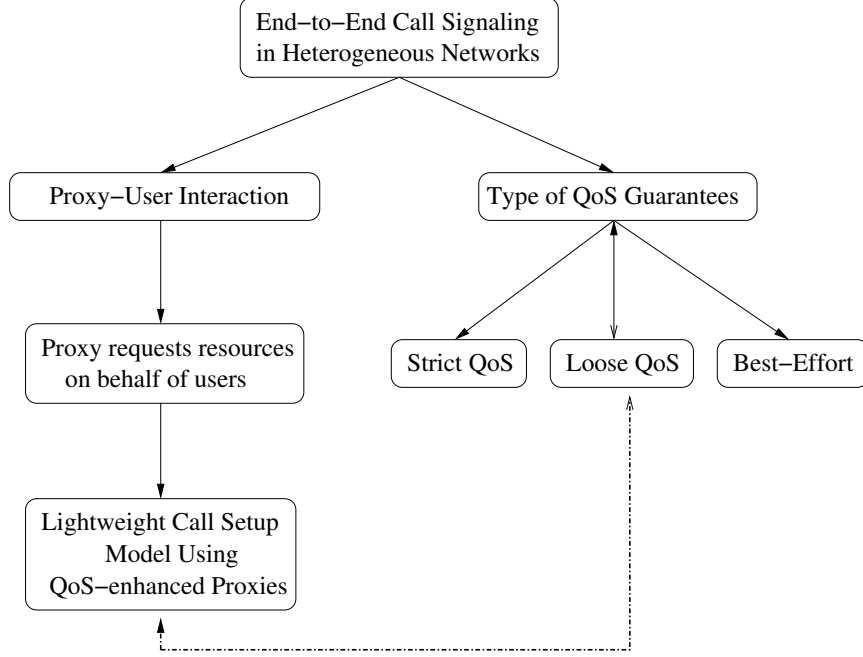 End−to−End Call Signaling
in Heterogeneous Networks
Proxy−User Interaction
Type of QoS Guarantees
Proxy requests resources
on behalf of users
Strict QoS
Loose QoS
Best−Effort
Lightweight Call Setup
Model Using
QoS−enhanced Proxies